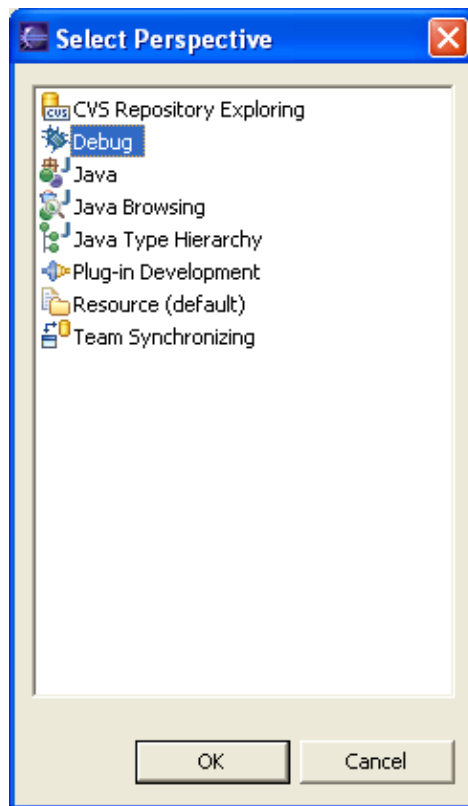 Select Perspective
CVS Repository Exploring
Debug
Java
Java Browsing
Java Type Hierarchy
Plug-in Development
Resource (default)
Team Synchronizing
OK
Cancel